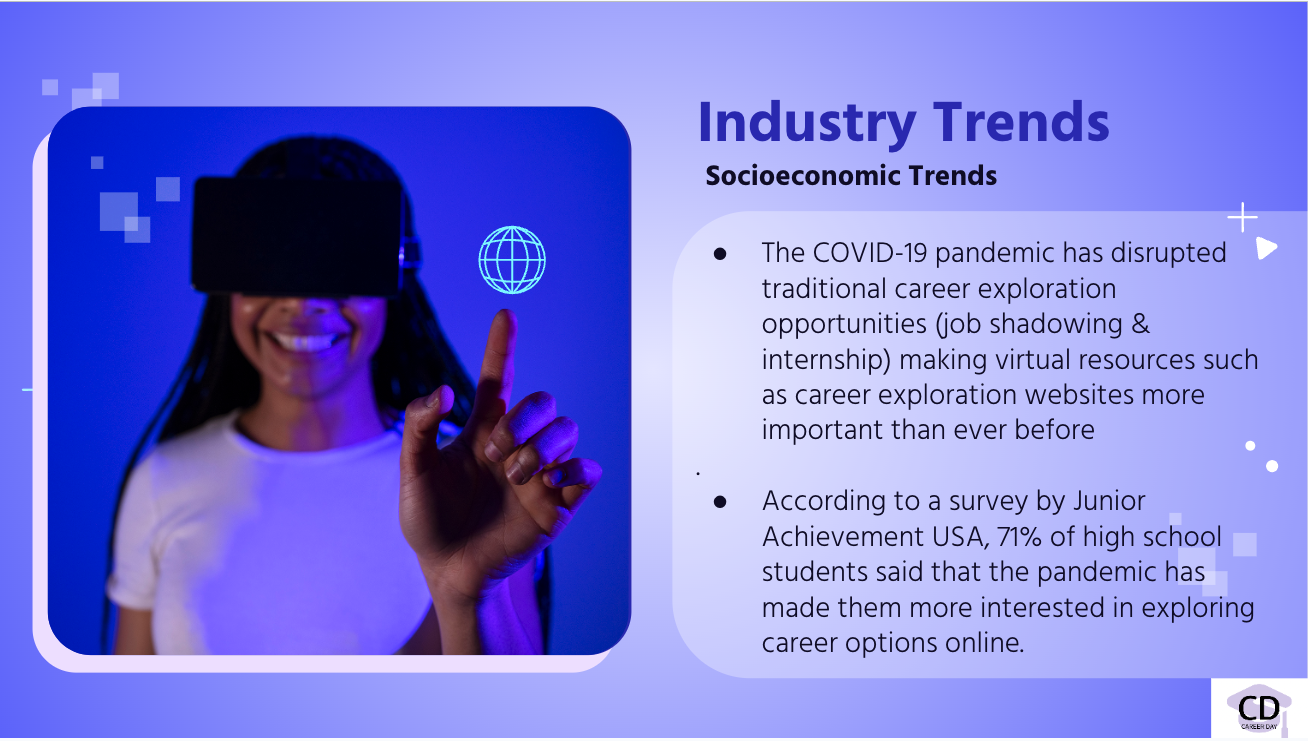 Industry Trends
Socioeconomic Trends
● The COVID-19 pandemic has disrupted
traditional career exploration
opportunities (job shadowing &
internship) making virtual resources such
as career exploration websites more
important than ever before
.
● According to a survey by Junior
Achievement USA, 71% of high school
students said that the pandemic has
made them more interested in exploring
career options online.
CD
CAREER DAY